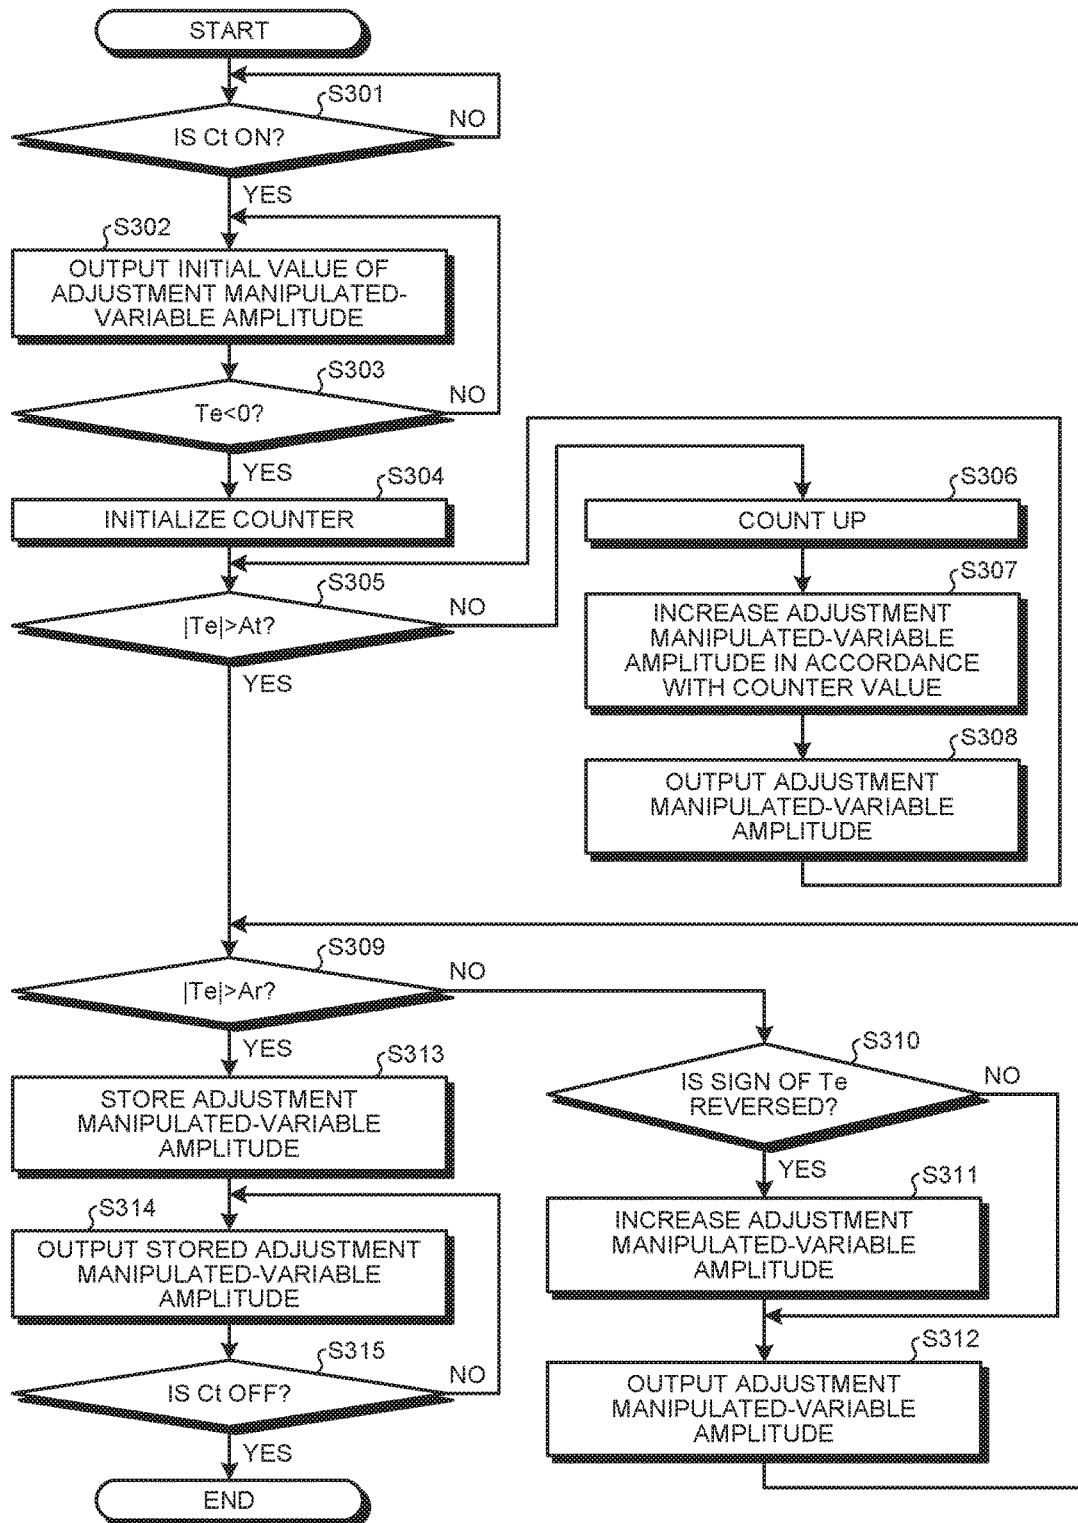 START
S301
IS Ct ON?
NO
YES
S302
OUTPUT INITIAL VALUE OF
ADJUSTMENT MANIPULATED-
VARIABLE AMPLITUDE
S303
Te<0?
NO
YES
S304
INITIALIZE COUNTER
S305
|Te|>At?
NO
YES
S306
COUNT UP
S307
INCREASE ADJUSTMENT
MANIPULATED-VARIABLE
AMPLITUDE IN ACCORDANCE
WITH COUNTER VALUE
S308
OUTPUT ADJUSTMENT
MANIPULATED-VARIABLE
AMPLITUDE
S309
|Te|>Ar?
NO
YES
S310
IS SIGN OF Te
REVERSED?
NO
YES
S311
INCREASE ADJUSTMENT
MANIPULATED-VARIABLE
AMPLITUDE
S312
OUTPUT ADJUSTMENT
MANIPULATED-VARIABLE
AMPLITUDE
S313
STORE ADJUSTMENT
MANIPULATED-VARIABLE
AMPLITUDE
S314
OUTPUT STORED ADJUSTMENT
MANIPULATED-VARIABLE
AMPLITUDE
S315
IS Ct OFF?
NO
YES
END